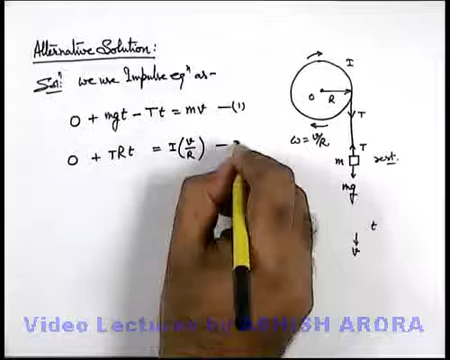 Alternative Solution:
Solⁿ we use Impulse eqⁿ as-
0 + mgt - Tt = mv —(1)
0 + TRt = I(v/R) —
I
O
R
T
ω = v/R
T
m
rest.
mg
t
v
Video Lectures by ASHISH ARORA